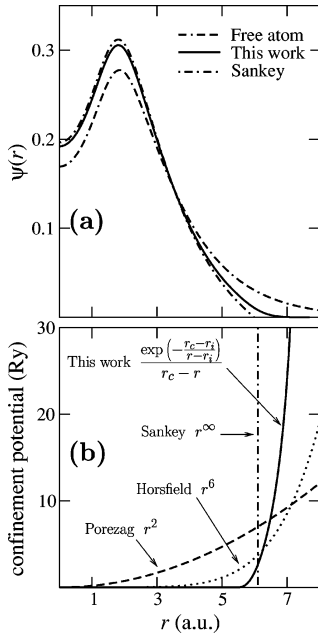 0.3
0.2
0.1
ψ(r)
Free atom
This work
Sankey
(a)
30
20
10
confinement potential (Ry)
This work exp(-(r_c-r_i)/(r-r_i))/(r_c - r)
Sankey r^∞
(b)
Horsfield r^6
Porezag r^2
1 3 5 7
r (a.u.)